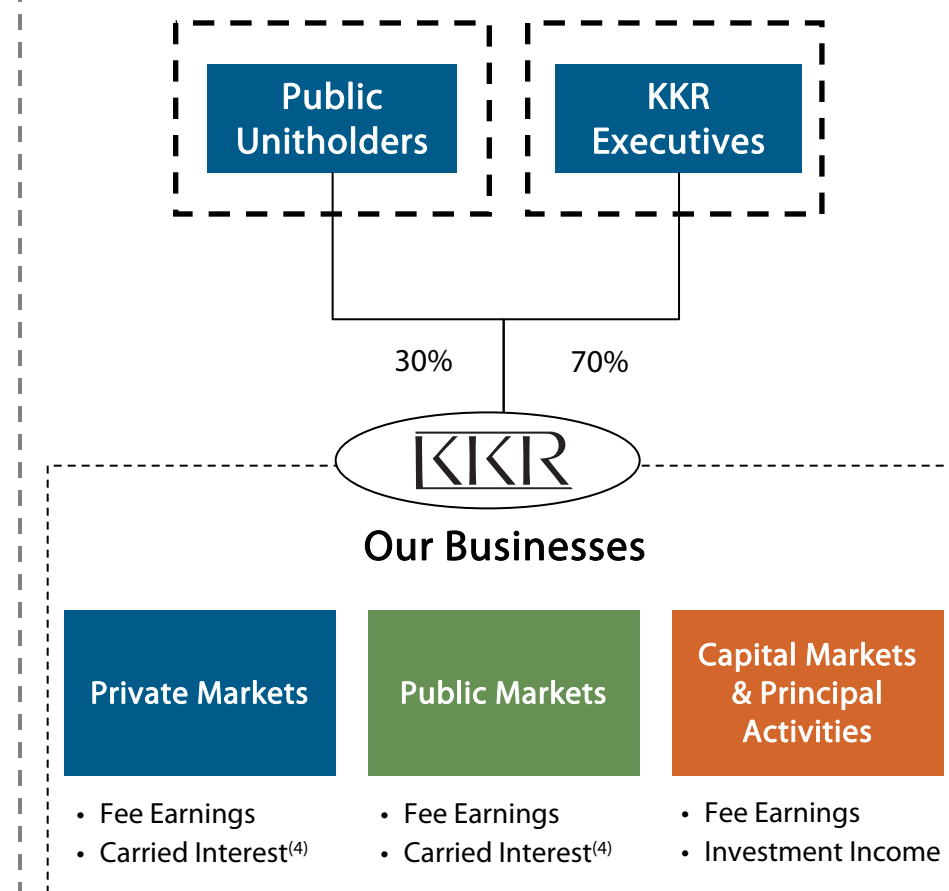 Public
Unitholders
KKR
Executives
30%
70%
KKR
Our Businesses
Private Markets
Public Markets
Capital Markets
& Principal
Activities
• Fee Earnings
• Carried Interest(4)
• Fee Earnings
• Carried Interest(4)
• Fee Earnings
• Investment Income